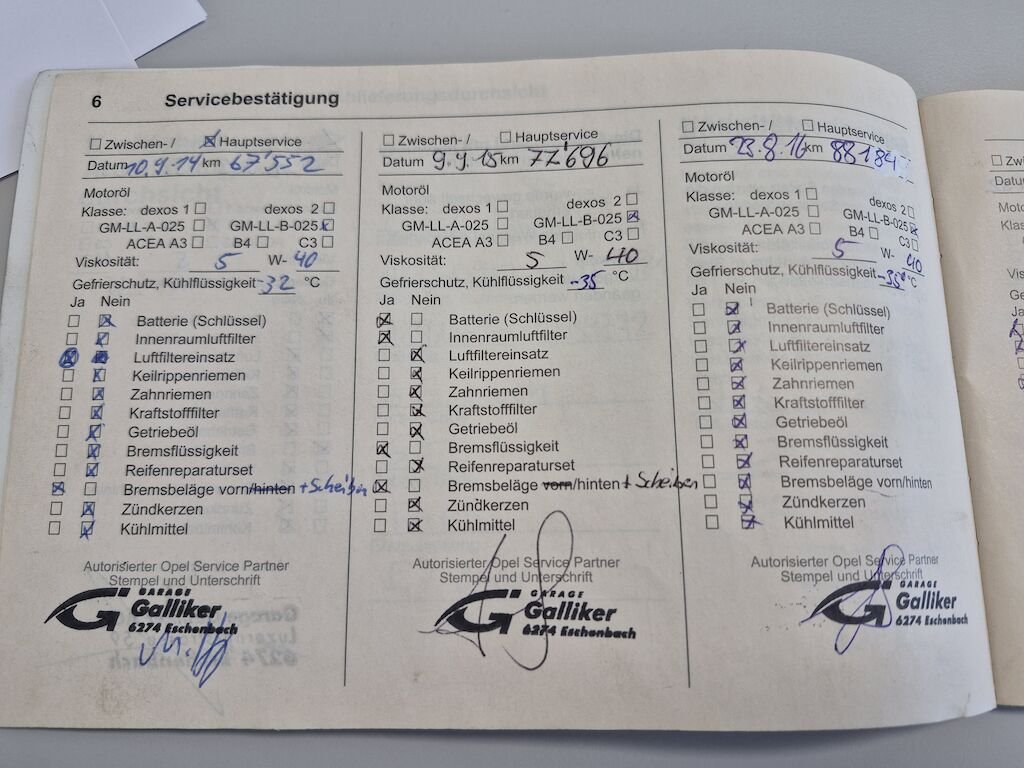 6 Servicebestätigung
☐ Zwischen- / ☒ Hauptservice
Datum 10.9.14 km 67'552
Motoröl
Klasse: dexos 1 ☐ dexos 2 ☐
GM-LL-A-025 ☐ GM-LL-B-025 ☒
ACEA A3 ☐ B4 ☐ C3 ☐
Viskosität: 5 W- 40
Gefrierschutz, Kühlflüssigkeit -32 °C
Ja Nein
☐ ☒ Batterie (Schlüssel)
☐ ☒ Innenraumluftfilter
☒ Luftfiltereinsatz
☐ ☒ Keilrippenriemen
☐ ☒ Zahnriemen
☐ ☒ Kraftstofffilter
☐ ☒ Getriebeöl
☐ ☒ Bremsflüssigkeit
☐ ☒ Reifenreparaturset
☒ ☐ Bremsbeläge vorn/hinten + Scheiben
☐ ☒ Zündkerzen
☐ ☒ Kühlmittel
Autorisierter Opel Service Partner
Stempel und Unterschrift
GARAGE
Galliker
6274 Eschenbach
☐ Zwischen- / ☐ Hauptservice
Datum 9.9.15 km 77'696
Motoröl
Klasse: dexos 1 ☐ dexos 2 ☐
GM-LL-A-025 ☐ GM-LL-B-025 ☒
ACEA A3 ☐ B4 ☐ C3 ☐
Viskosität: 5 W- 40
Gefrierschutz, Kühlflüssigkeit -35 °C
Ja Nein
☒ ☐ Batterie (Schlüssel)
☒ ☐ Innenraumluftfilter
☐ ☒ Luftfiltereinsatz
☐ ☒ Keilrippenriemen
☐ ☒ Zahnriemen
☐ ☒ Kraftstofffilter
☐ ☒ Getriebeöl
☒ ☐ Bremsflüssigkeit
☐ ☒ Reifenreparaturset
☒ ☐ Bremsbeläge vorn/hinten + Scheiben
☐ ☒ Zündkerzen
☐ ☒ Kühlmittel
Autorisierter Opel Service Partner
Stempel und Unterschrift
GARAGE
Galliker
6274 Eschenbach
☐ Zwischen- / ☐ Hauptservice
Datum 23.8.16 km 88184
Motoröl
Klasse: dexos 1 ☐ dexos 2 ☐
GM-LL-A-025 ☐ GM-LL-B-025 ☒
ACEA A3 ☐ B4 ☐ C3 ☐
Viskosität: 5 W- 40
Gefrierschutz, Kühlflüssigkeit -35° °C
Ja Nein
☐ ☒ Batterie (Schlüssel)
☐ ☒ Innenraumluftfilter
☐ ☒ Luftfiltereinsatz
☐ ☒ Keilrippenriemen
☐ ☒ Zahnriemen
☐ ☒ Kraftstofffilter
☐ ☒ Getriebeöl
☐ ☒ Bremsflüssigkeit
☐ ☒ Reifenreparaturset
☐ ☒ Bremsbeläge vorn/hinten
☐ ☒ Zündkerzen
☐ ☒ Kühlmittel
Autorisierter Opel Service Partner
Stempel und Unterschrift
GARAGE
Galliker
6274 Eschenbach